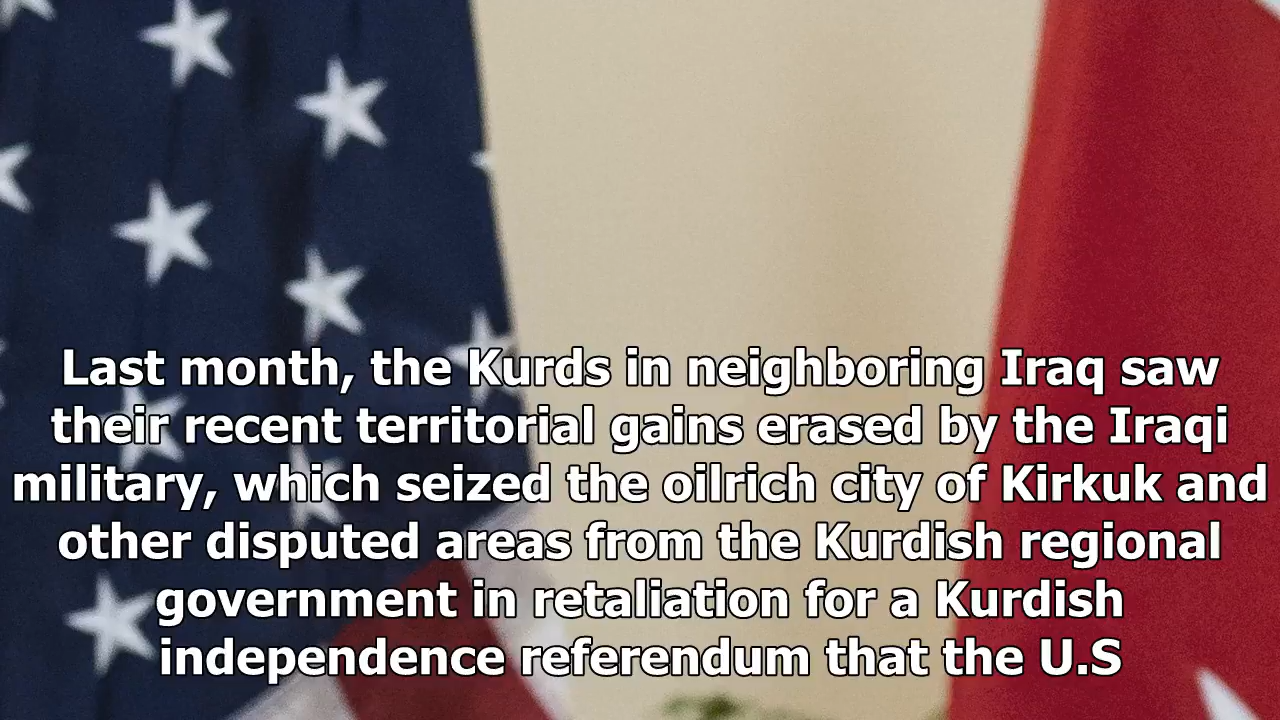 Last month, the Kurds in neighboring Iraq saw
their recent territorial gains erased by the Iraqi
military, which seized the oilrich city of Kirkuk and
other disputed areas from the Kurdish regional
government in retaliation for a Kurdish
independence referendum that the U.S